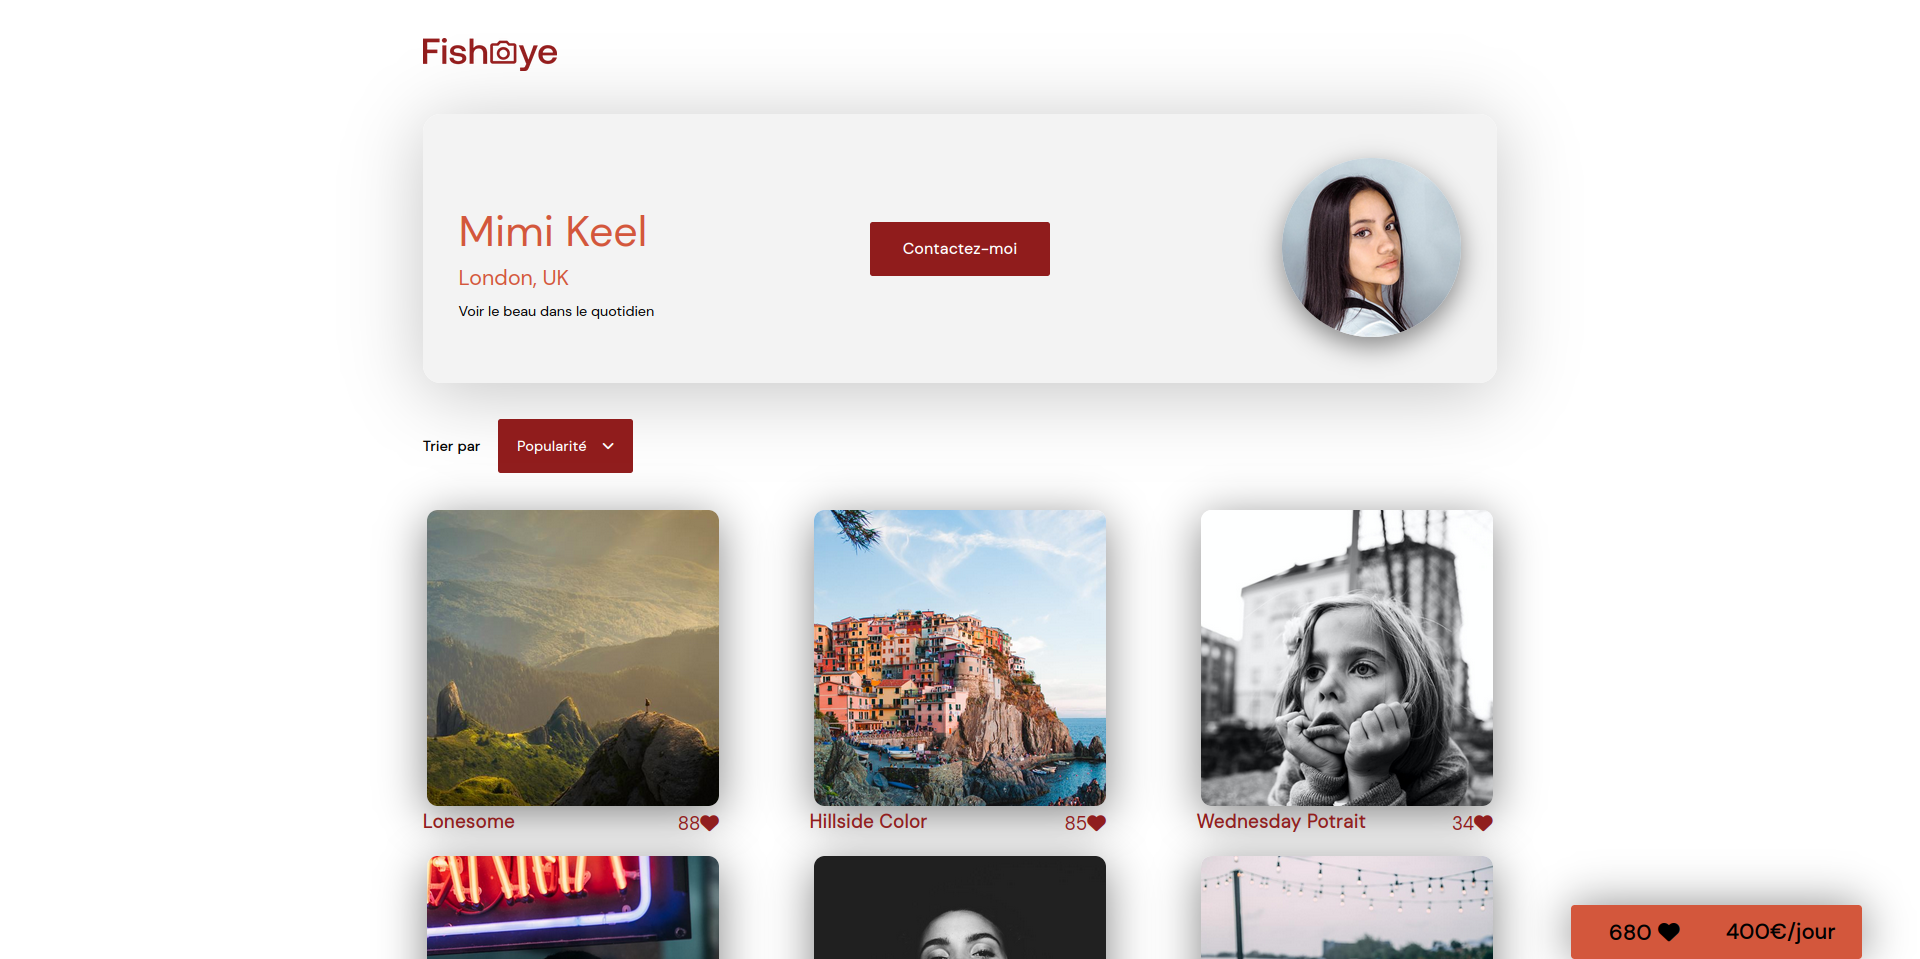 Fisheye
Mimi Keel
London, UK
Voir le beau dans le quotidien
Contactez-moi
Trier par
Popularité
Lonesome
88
Hillside Color
85
Wednesday Potrait
34
680
400€/jour